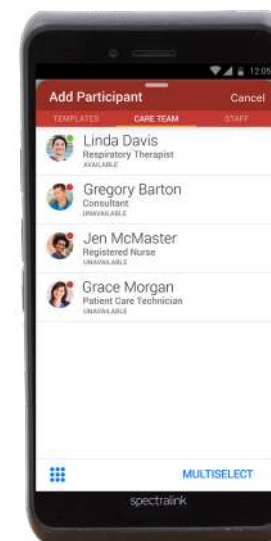 12:05
Add Participant Cancel
TEMPLATES CARE TEAM STAFF
Linda Davis
Respiratory Therapist
AVAILABLE
Gregory Barton
Consultant
UNAVAILABLE
Jen McMaster
Registered Nurse
UNAVAILABLE
Grace Morgan
Patient Care Technician
UNAVAILABLE
MULTISELECT
spectralink